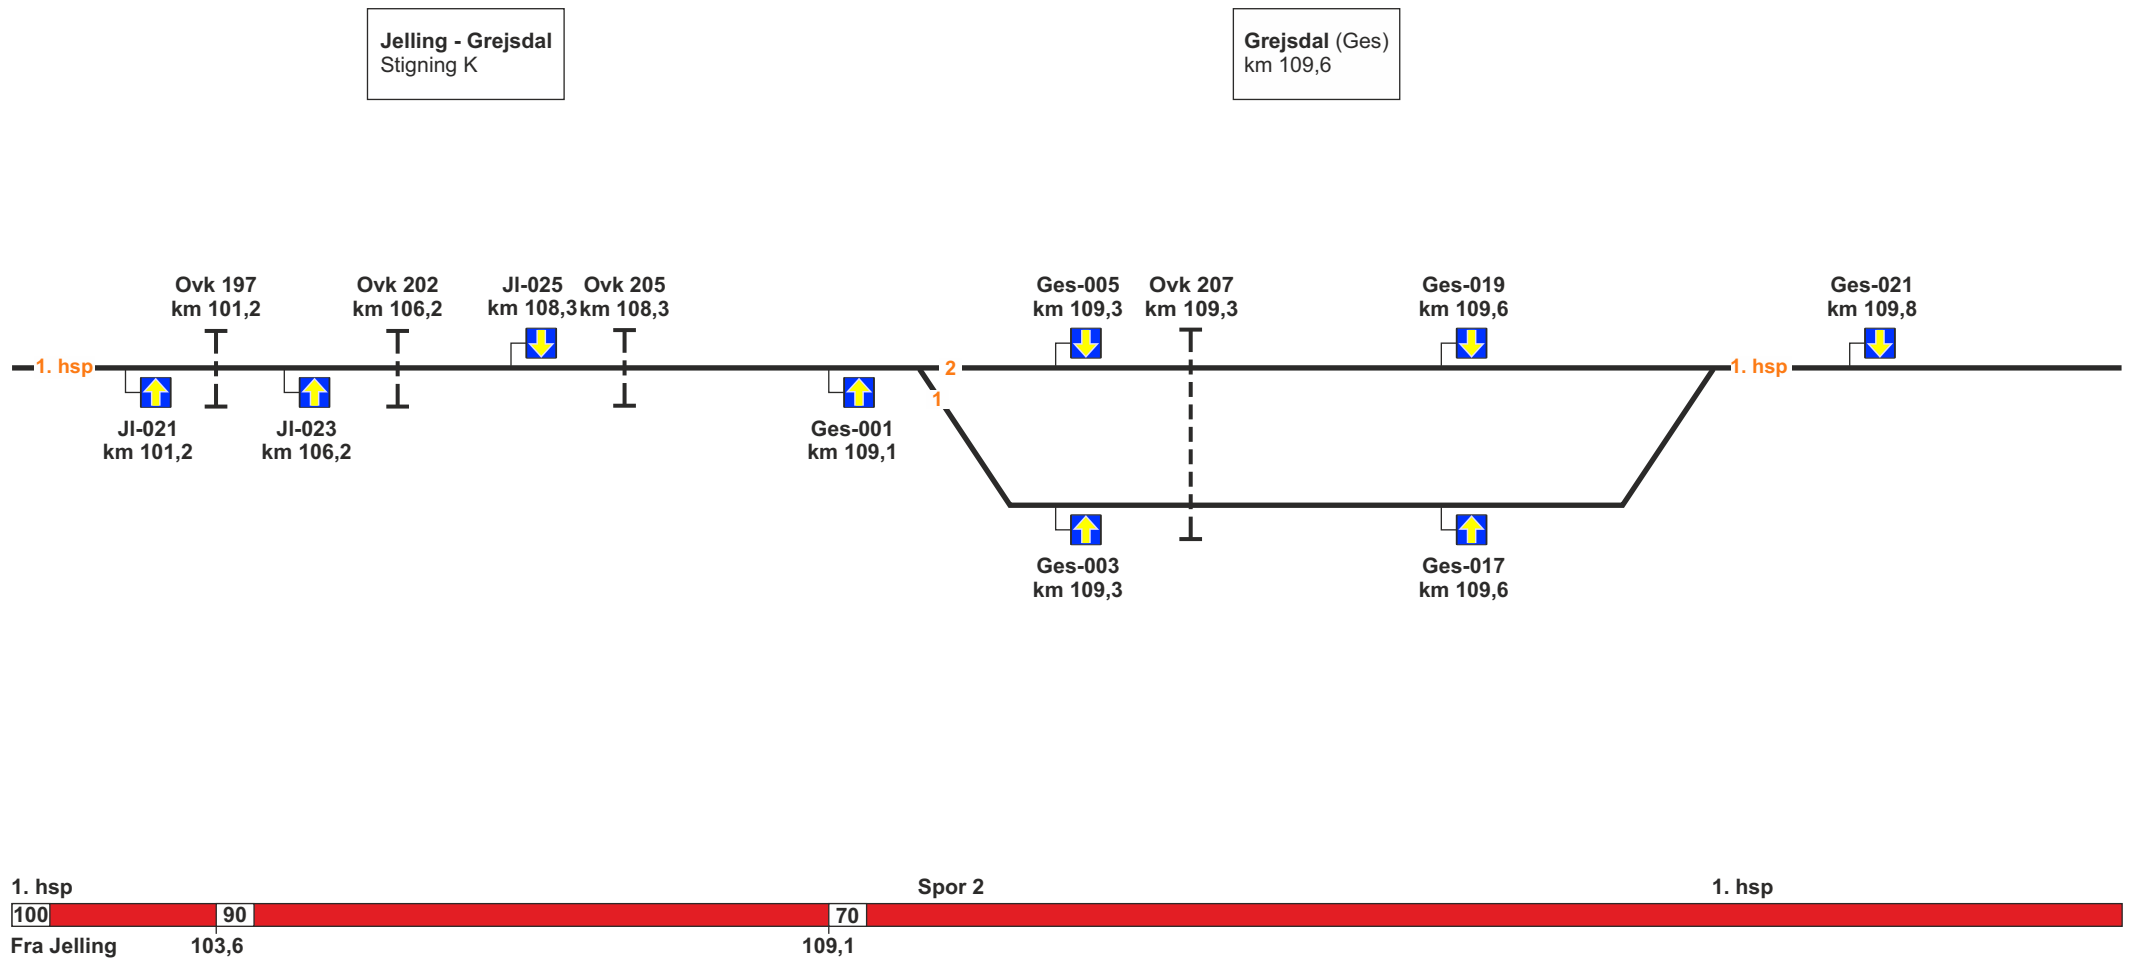 Jelling - Grejsdal
Stigning K
Grejsdal (Ges)
km 109,6
Ovk 197
km 101,2
Ovk 202
km 106,2
Jl-025
km 108,3
Ovk 205
km 108,3
Ges-005
km 109,3
Ovk 207
km 109,3
Ges-019
km 109,6
Ges-021
km 109,8
1. hsp
2
1
1. hsp
Jl-021
km 101,2
Jl-023
km 106,2
Ges-001
km 109,1
Ges-003
km 109,3
Ges-017
km 109,6
1. hsp
Spor 2
1. hsp
100
90
70
Fra Jelling
103,6
109,1